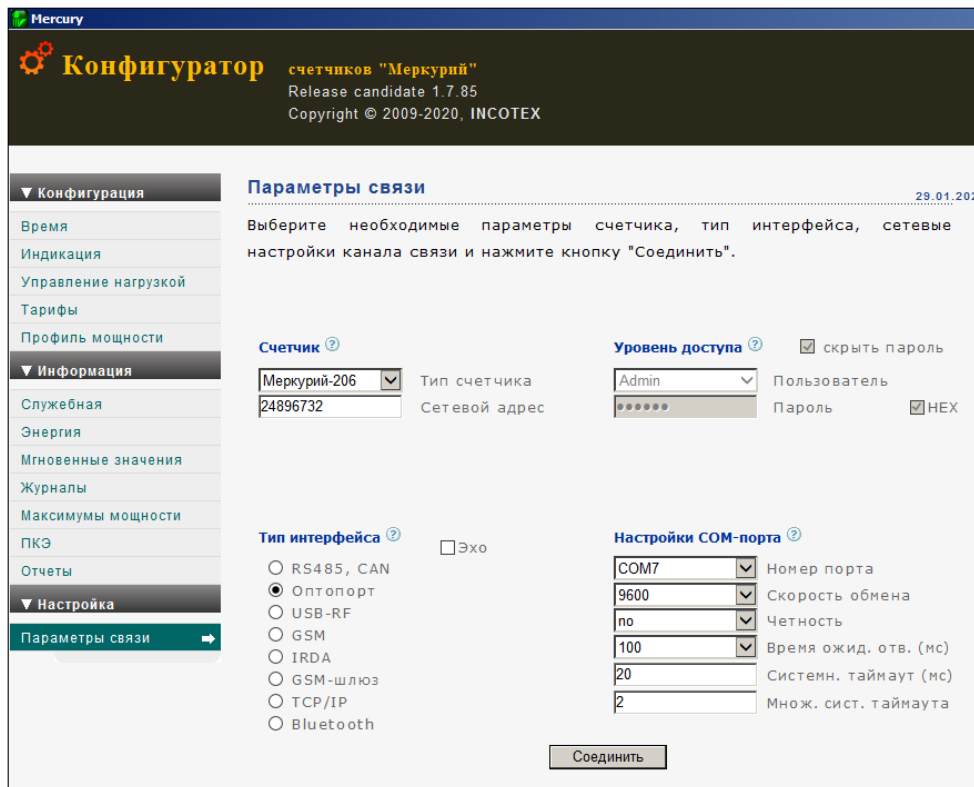 Mercury
Конфигуратор счетчиков "Меркурий"
Release candidate 1.7.85
Copyright © 2009-2020, INCOTEX
▼ Конфигурация
Время
Индикация
Управление нагрузкой
Тарифы
Профиль мощности
▼ Информация
Служебная
Энергия
Мгновенные значения
Журналы
Максимумы мощности
ПКЭ
Отчеты
▼ Настройка
Параметры связи
Параметры связи
29.01.202
Выберите необходимые параметры счетчика, тип интерфейса, сетевые
настройки канала связи и нажмите кнопку "Соединить".
Счетчик ?
Меркурий-206 Тип счетчика
24896732 Сетевой адрес
Уровень доступа ? скрыть пароль
Admin Пользователь
●●●●●● Пароль HEX
Тип интерфейса ? Эхо
RS485, CAN
Оптопорт
USB-RF
GSM
IRDA
GSM-шлюз
TCP/IP
Bluetooth
Настройки COM-порта ?
COM7 Номер порта
9600 Скорость обмена
no Четность
100 Время ожид. отв. (мс)
20 Системн. таймаут (мс)
2 Множ. сист. таймаута
Соединить